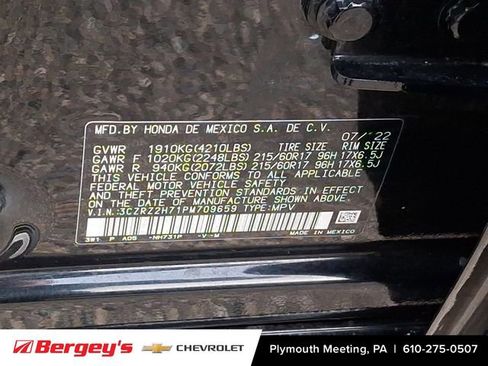 MFD.BY HONDA DE MEXICO S.A. DE C.V.
07/'22
GVWR 1910KG(4210LBS) TIRE SIZE RIM SIZE
GAWR F 1020KG(2248LBS) 215/60R17 96H 17X6.5J
GAWR R 940KG(2072LBS) 215/60R17 96H 17X6.5J
THIS VEHICLE CONFORMS TO ALL APPLICABLE
FEDERAL MOTOR VEHICLE SAFETY
AND THEFT PREVENTION STANDARDS IN EFFECT ON
THE DATE OF MANUFACTURE SHOWN ABOVE.
V.I.N.:3CZRZ2H71PM709659 TYPE:MPV
3W1 P A05 -NH731P -V-M
MADE IN MEXICO
Bergey's CHEVROLET Plymouth Meeting, PA | 610-275-0507